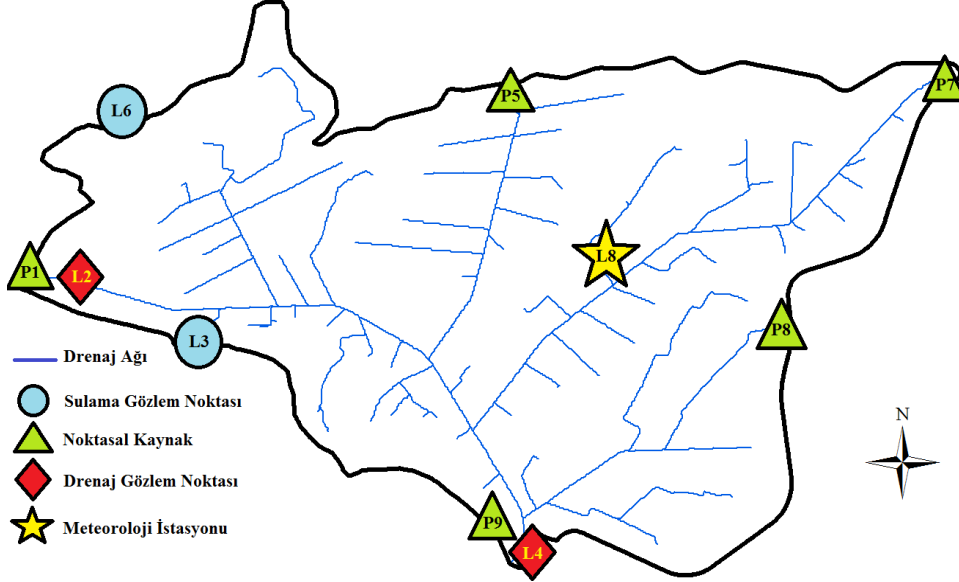 P5
P7
L6
L8
P1
L2
P8
L3
Drenaj Ağı
Sulama Gözlem Noktası
Noktasal Kaynak
Drenaj Gözlem Noktası
Meteoroloji İstasyonu
N
P9
L4